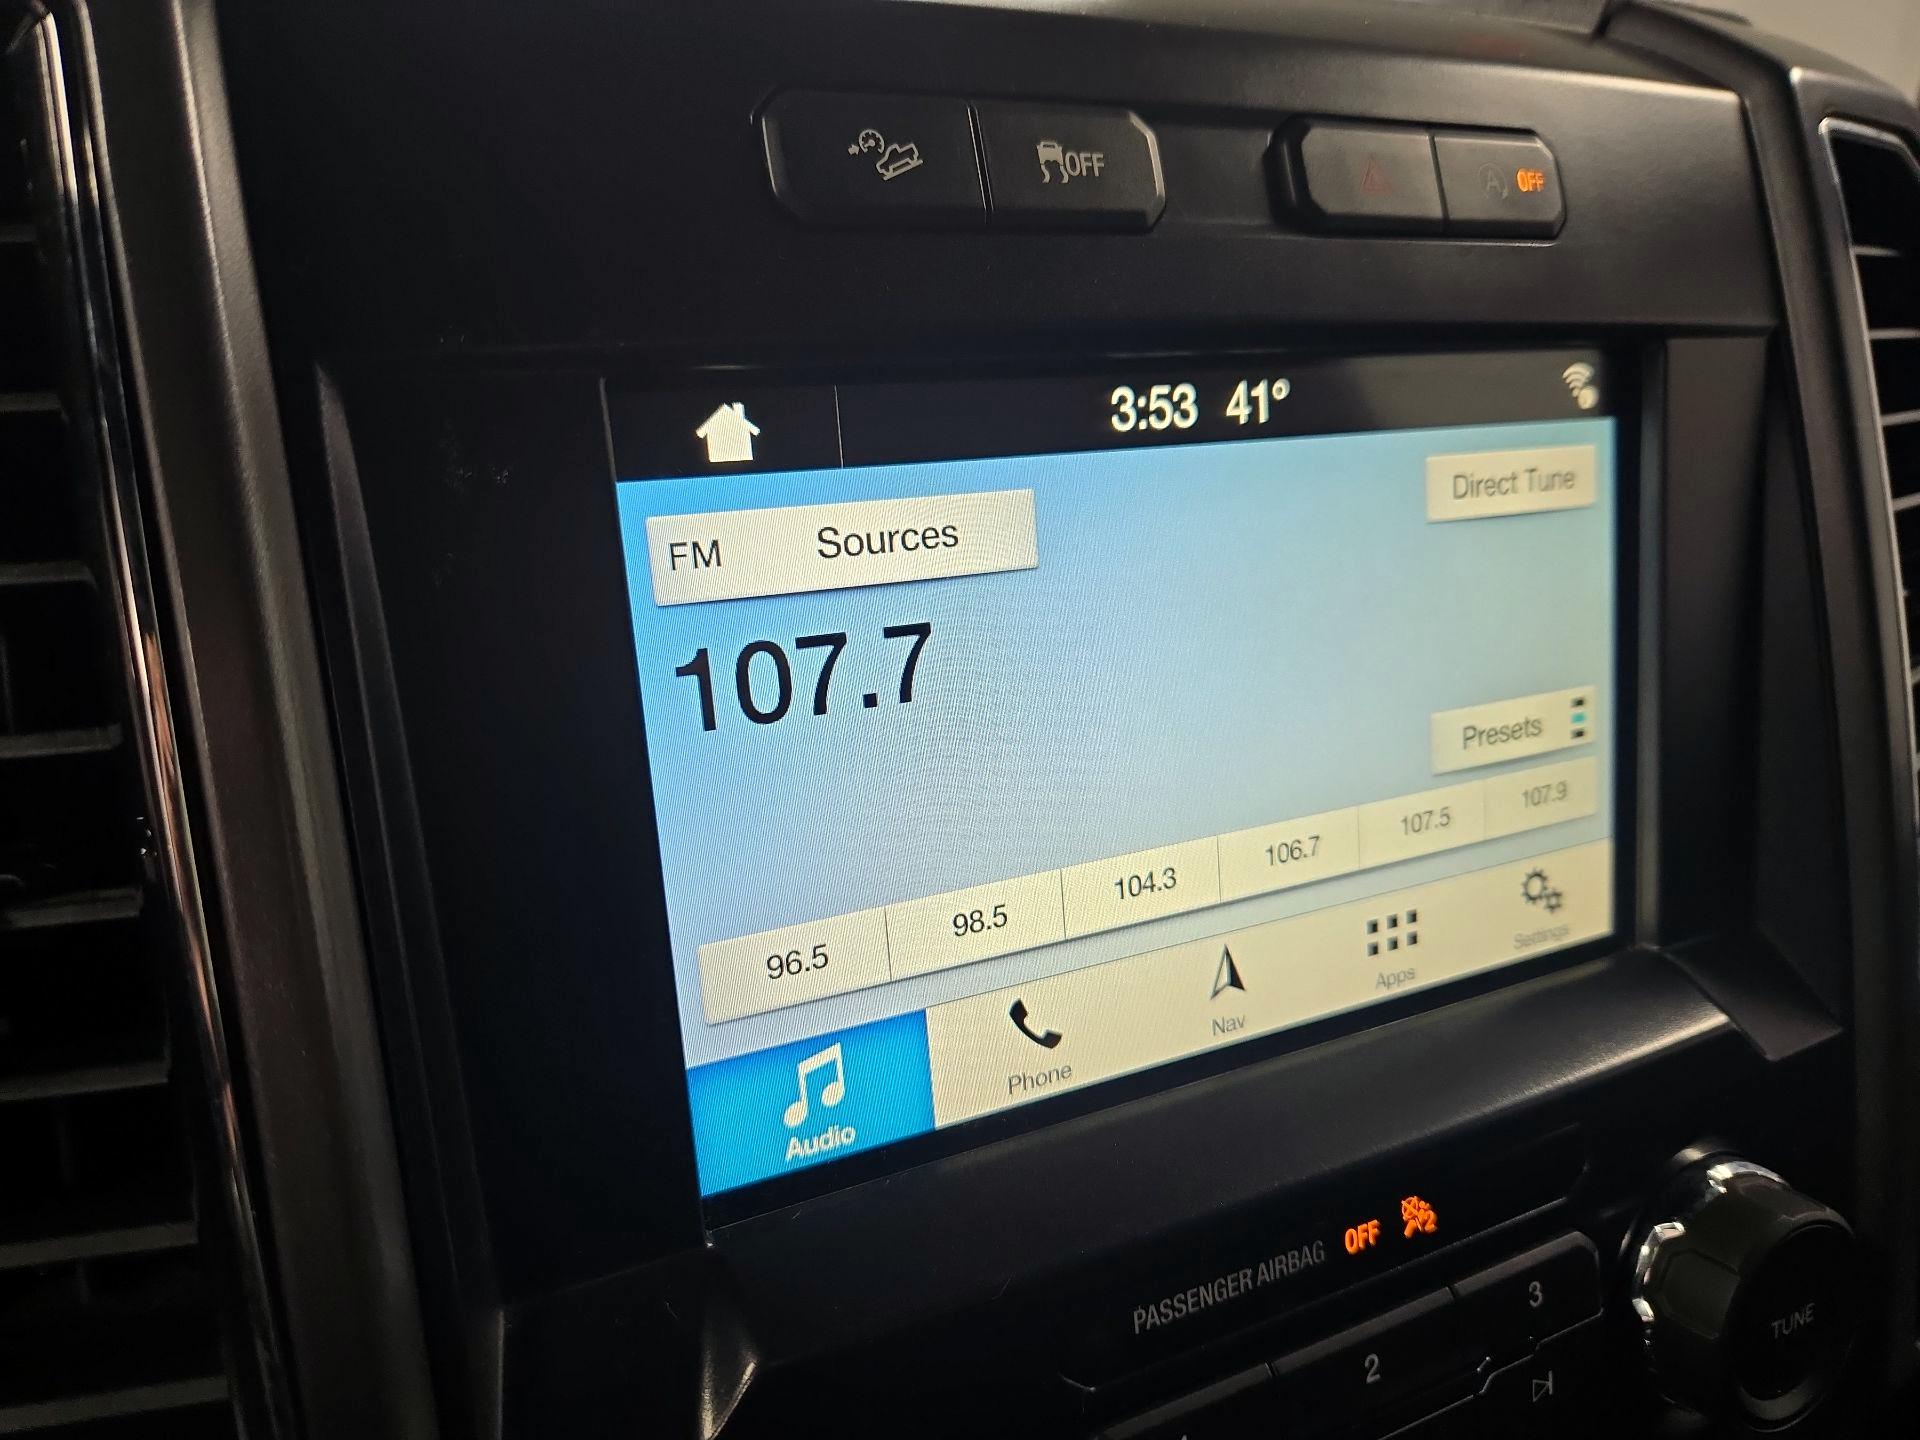 OFF
OFF
3:53 41°
Direct Tune
FM Sources
107.7
Presets
96.5 98.5 104.3 106.7 107.5 107.9
Audio Phone Nav Apps Settings
PASSENGER AIRBAG OFF 2
2 3
TUNE